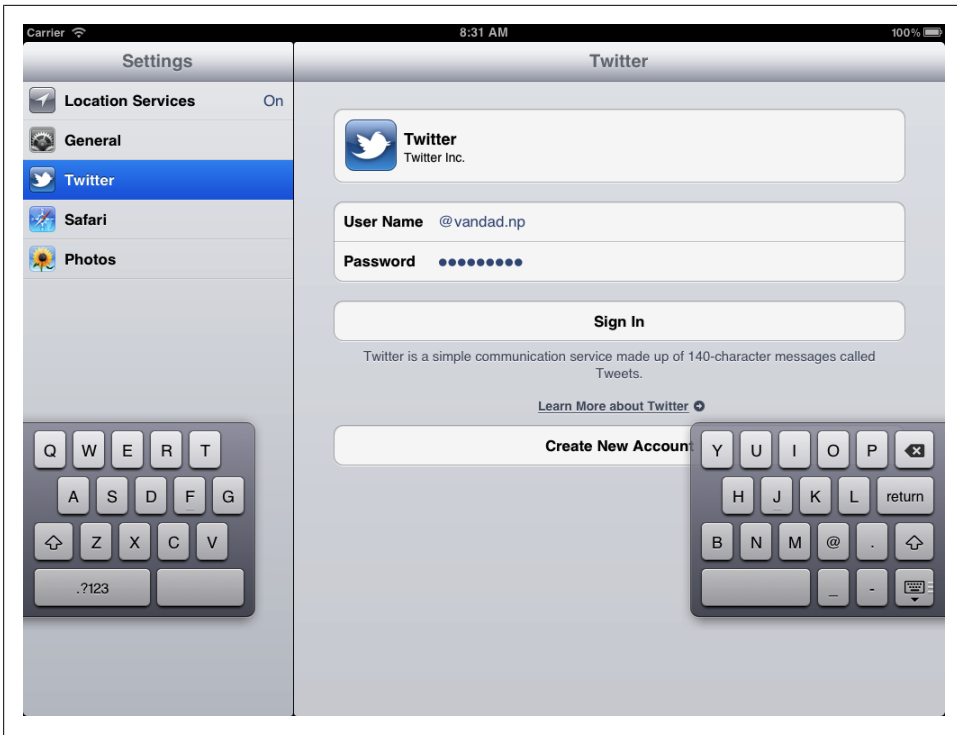 Carrier 8:31 AM 100%
Settings
Twitter
Location Services On
General
Twitter
Safari
Photos
Twitter
Twitter Inc.
User Name @vandad.np
Password •••••••••
Sign In
Twitter is a simple communication service made up of 140-character messages called
Tweets.
Learn More about Twitter
Create New Account
Q W E R T
A S D F G
Z X C V
.?123
Y U I O P
H J K L return
B N M @ .
_ -